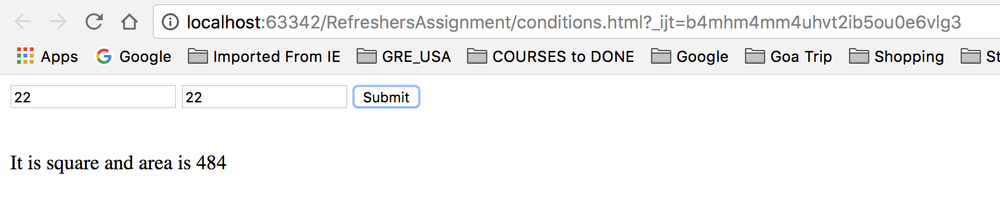 localhost:63342/RefreshersAssignment/conditions.html?_ijt=b4mhm4mm4uhvt2ib5ou0e6vlg3
Apps Google Imported From IE GRE_USA COURSES to DONE Google Goa Trip Shopping St
22 22 Submit
It is square and area is 484